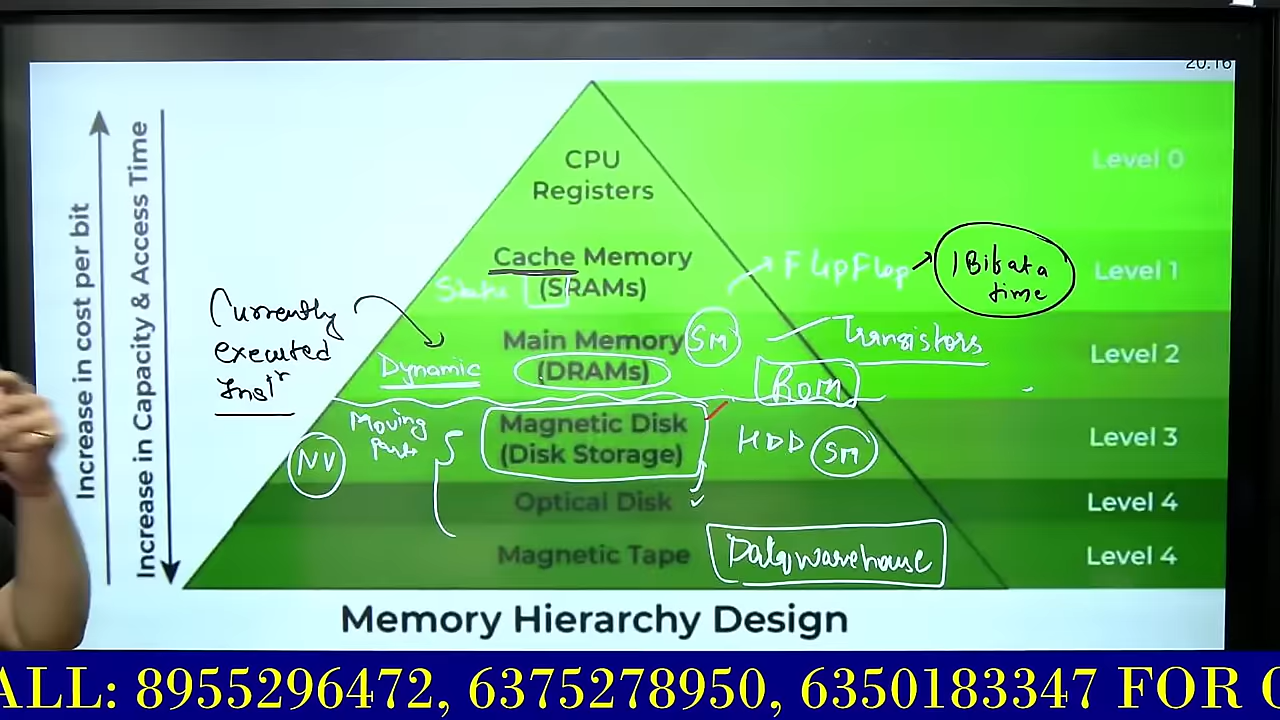 20:16
CPU
Registers
Level 0
Cache Memory
(SRAMs)
Static
FlipFlop
1 Bit at a
time
Level 1
Currently
executed
Instr
Main Memory
(DRAMs)
Dynamic
SM
Transistors
ROM
Level 2
Moving
Parts
NV
Magnetic Disk
(Disk Storage)
HDD
SM
Level 3
Optical Disk
Level 4
Magnetic Tape
Datawarehouse
Level 4
Increase in cost per bit
Increase in Capacity & Access Time
Memory Hierarchy Design
ALL: 8955296472, 6375278950, 6350183347 FOR